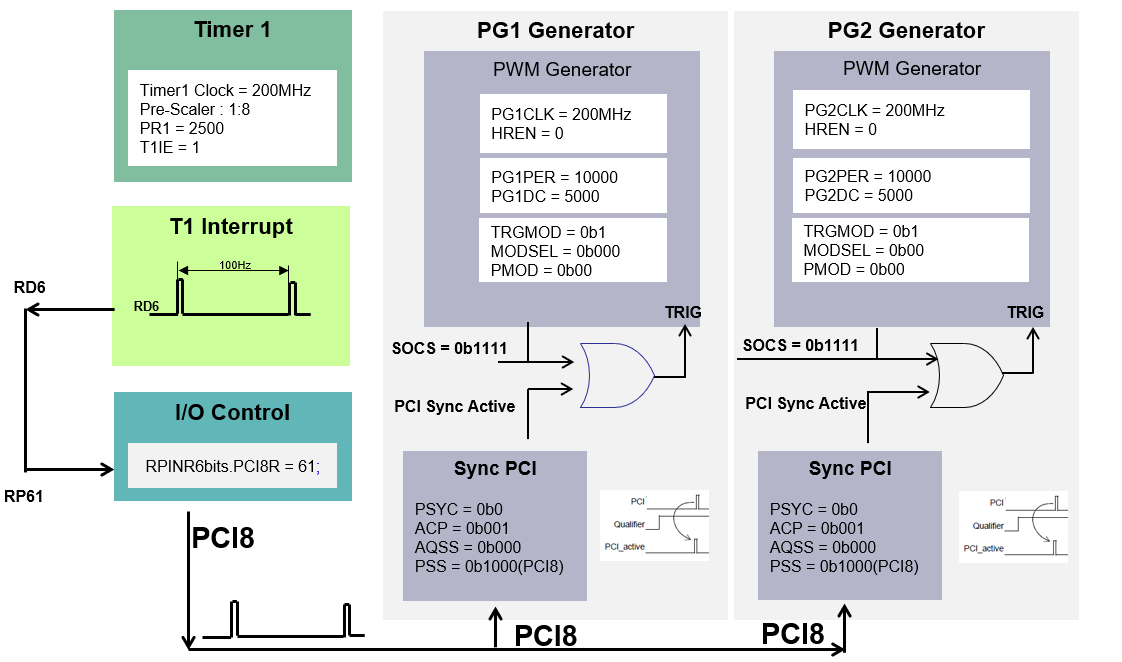 Timer 1
Timer1 Clock = 200MHz
Pre-Scaler : 1:8
PR1 = 2500
T1IE = 1
T1 Interrupt
100Hz
RD6
RD6
I/O Control
RPINR6bits.PCI8R = 61;
RP61
PCI8
PG1 Generator
PWM Generator
PG1CLK = 200MHz
HREN = 0
PG1PER = 10000
PG1DC = 5000
TRGMOD = 0b1
MODSEL = 0b000
PMOD = 0b00
TRIG
SOCS = 0b1111
PCI Sync Active
Sync PCI
PSYC = 0b0
ACP = 0b001
AQSS = 0b000
PSS = 0b1000(PCI8)
PCI
Qualifier
PCI_active
PCI8
PG2 Generator
PWM Generator
PG2CLK = 200MHz
HREN = 0
PG2PER = 10000
PG2DC = 5000
TRGMOD = 0b1
MODSEL = 0b00
PMOD = 0b00
TRIG
SOCS = 0b1111
PCI Sync Active
Sync PCI
PSYC = 0b0
ACP = 0b001
AQSS = 0b000
PSS = 0b1000(PCI8)
PCI
Qualifier
PCI_active
PCI8